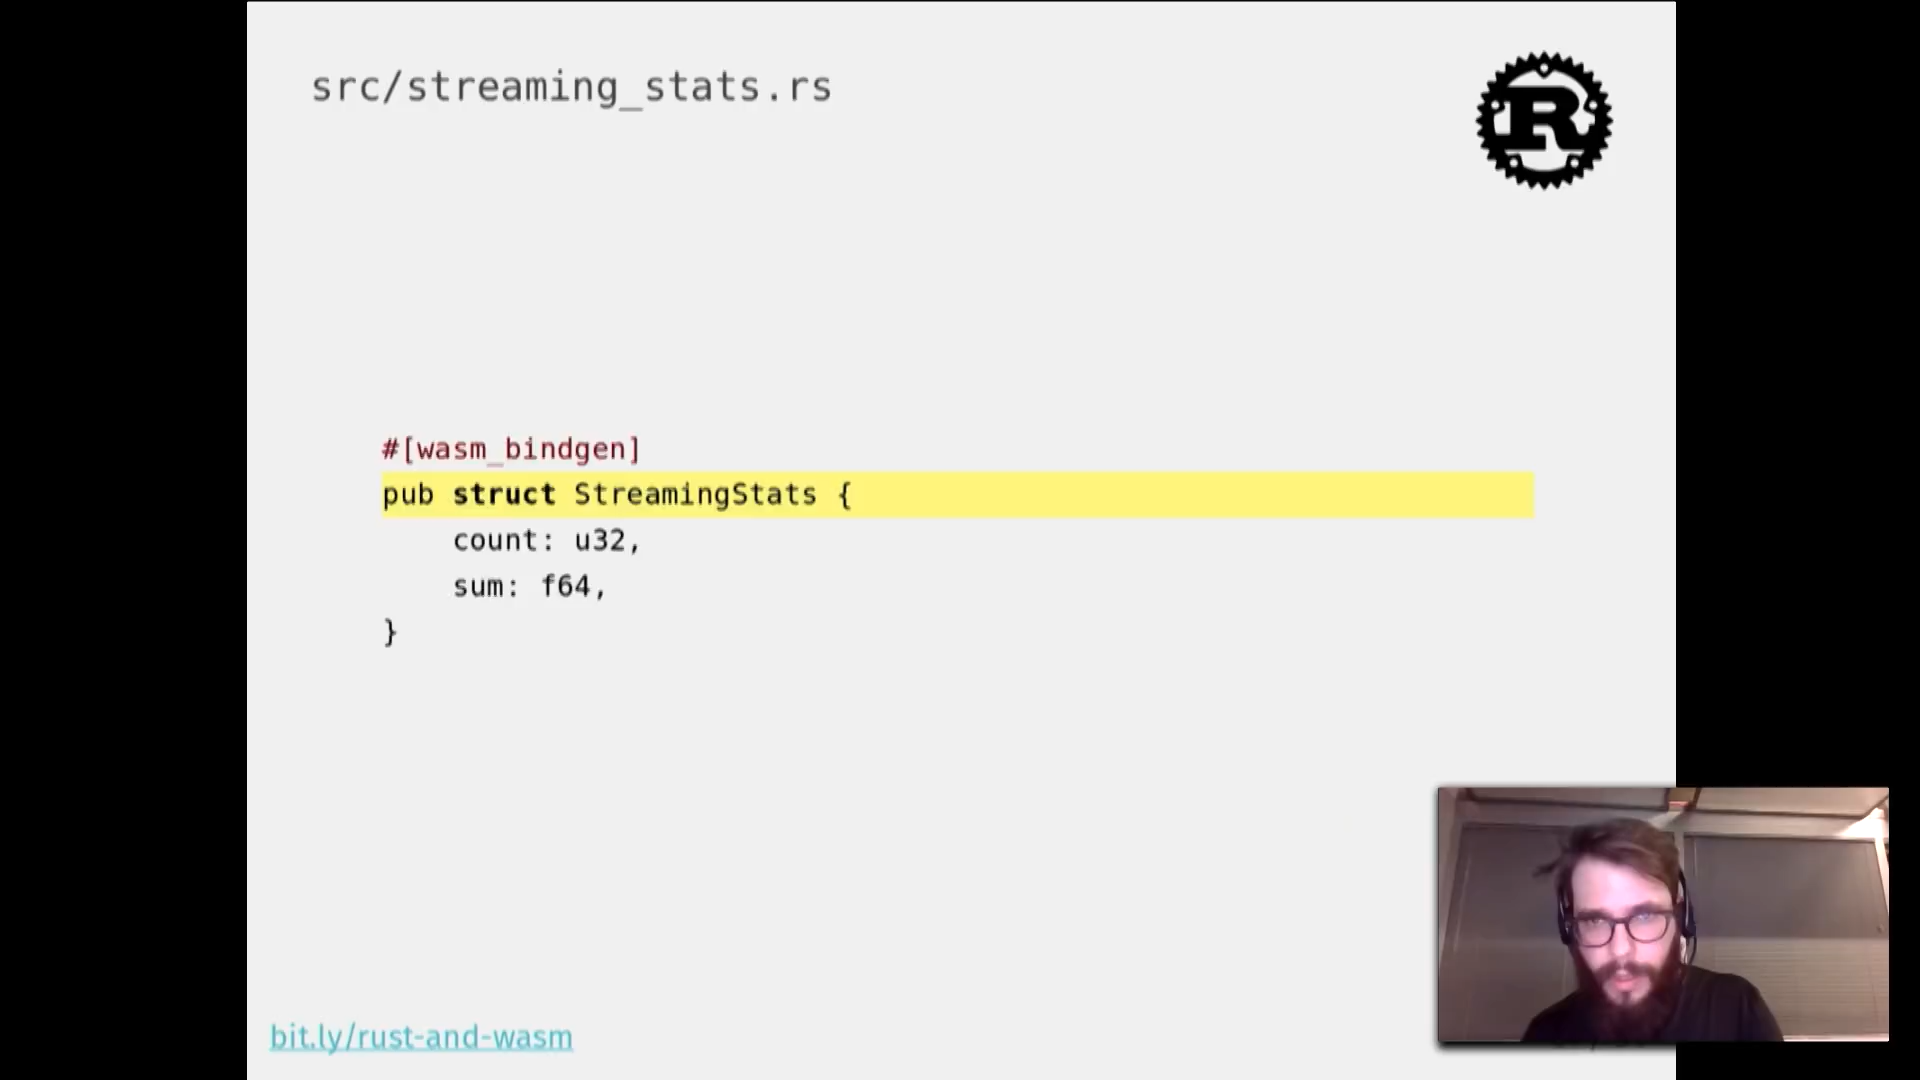 src/streaming_stats.rs
R
#[wasm_bindgen]
pub struct StreamingStats {
    count: u32,
    sum: f64,
}
bit.ly/rust-and-wasm